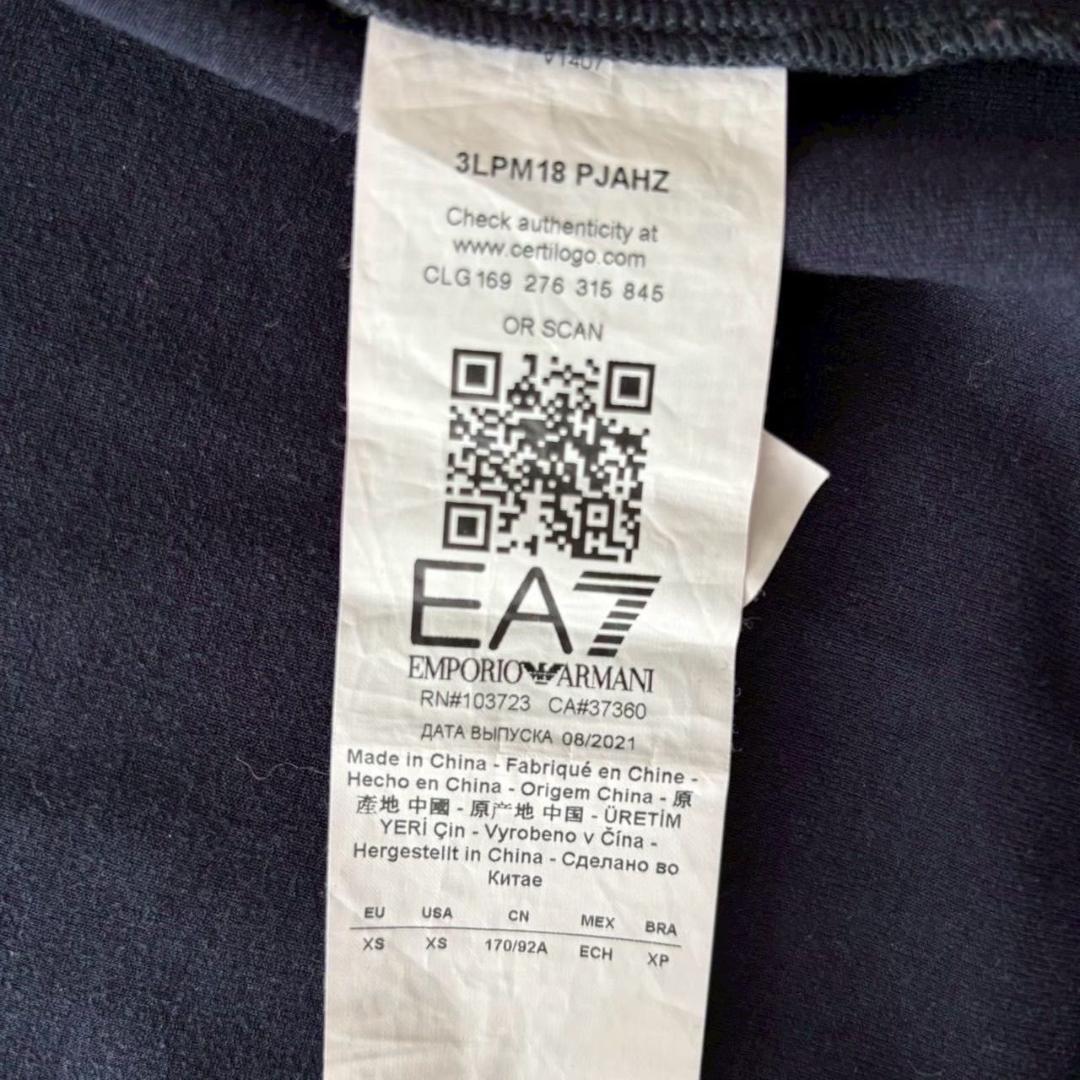 V1407
3LPM18 PJAHZ
Check authenticity at
www.certilogo.com
CLG 169 276 315 845
OR SCAN
EA7
EMPORIO ARMANI
RN#103723 CA#37360
ДАТА ВЫПУСКА 08/2021
Made in China - Fabriqué en Chine -
Hecho en China - Origem China - 原
產地 中國 - 原产地 中国 - ÜRETİM
YERİ Çin - Vyrobeno v Čína -
Hergestellt in China - Сделано во
Китае
EU USA CN MEX BRA
XS XS 170/92A ECH XP